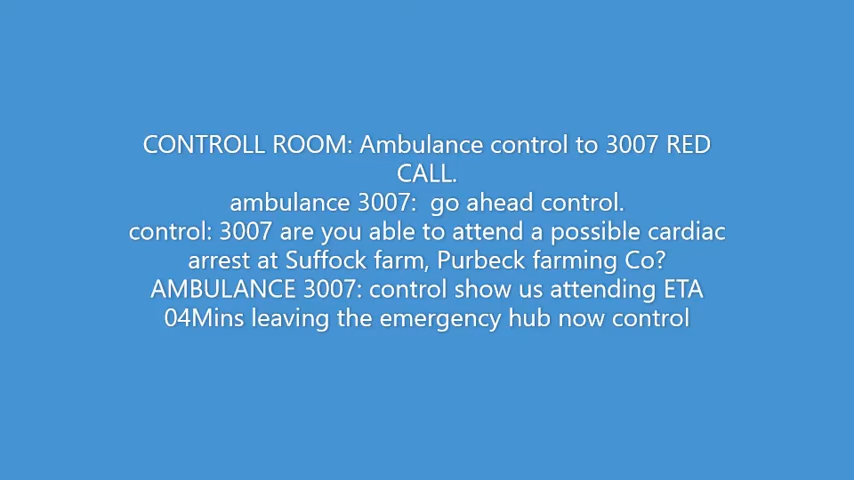 CONTROLL ROOM: Ambulance control to 3007 RED
CALL.
ambulance 3007:  go ahead control.
control: 3007 are you able to attend a possible cardiac
arrest at Suffock farm, Purbeck farming Co?
AMBULANCE 3007: control show us attending ETA
04Mins leaving the emergency hub now control